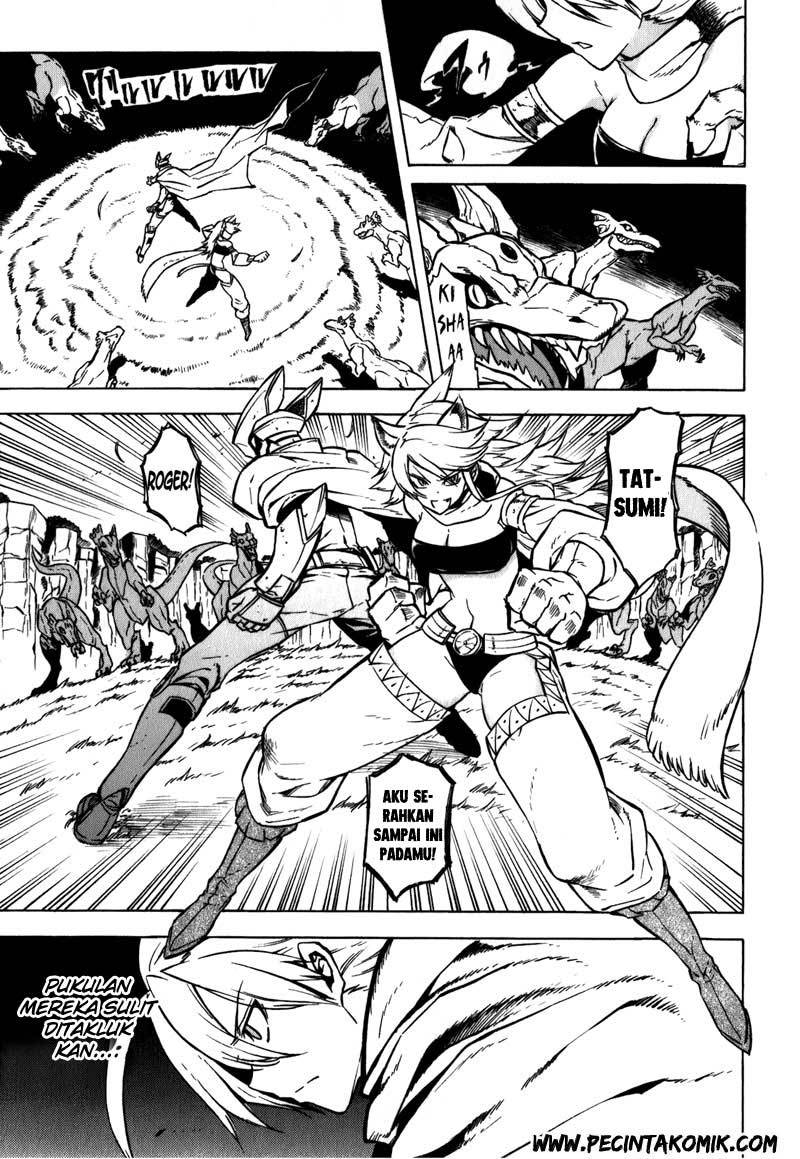 KI
SHA
AA
TAT-
SUMI!
ROGER!
AKU SE-
RAHKAN
SAMPAI INI
PADAMU!
PUKULAN
MEREKA SULIT
DITAKLUK
KAN...:
WWW.PECINTAKOMIK.COM